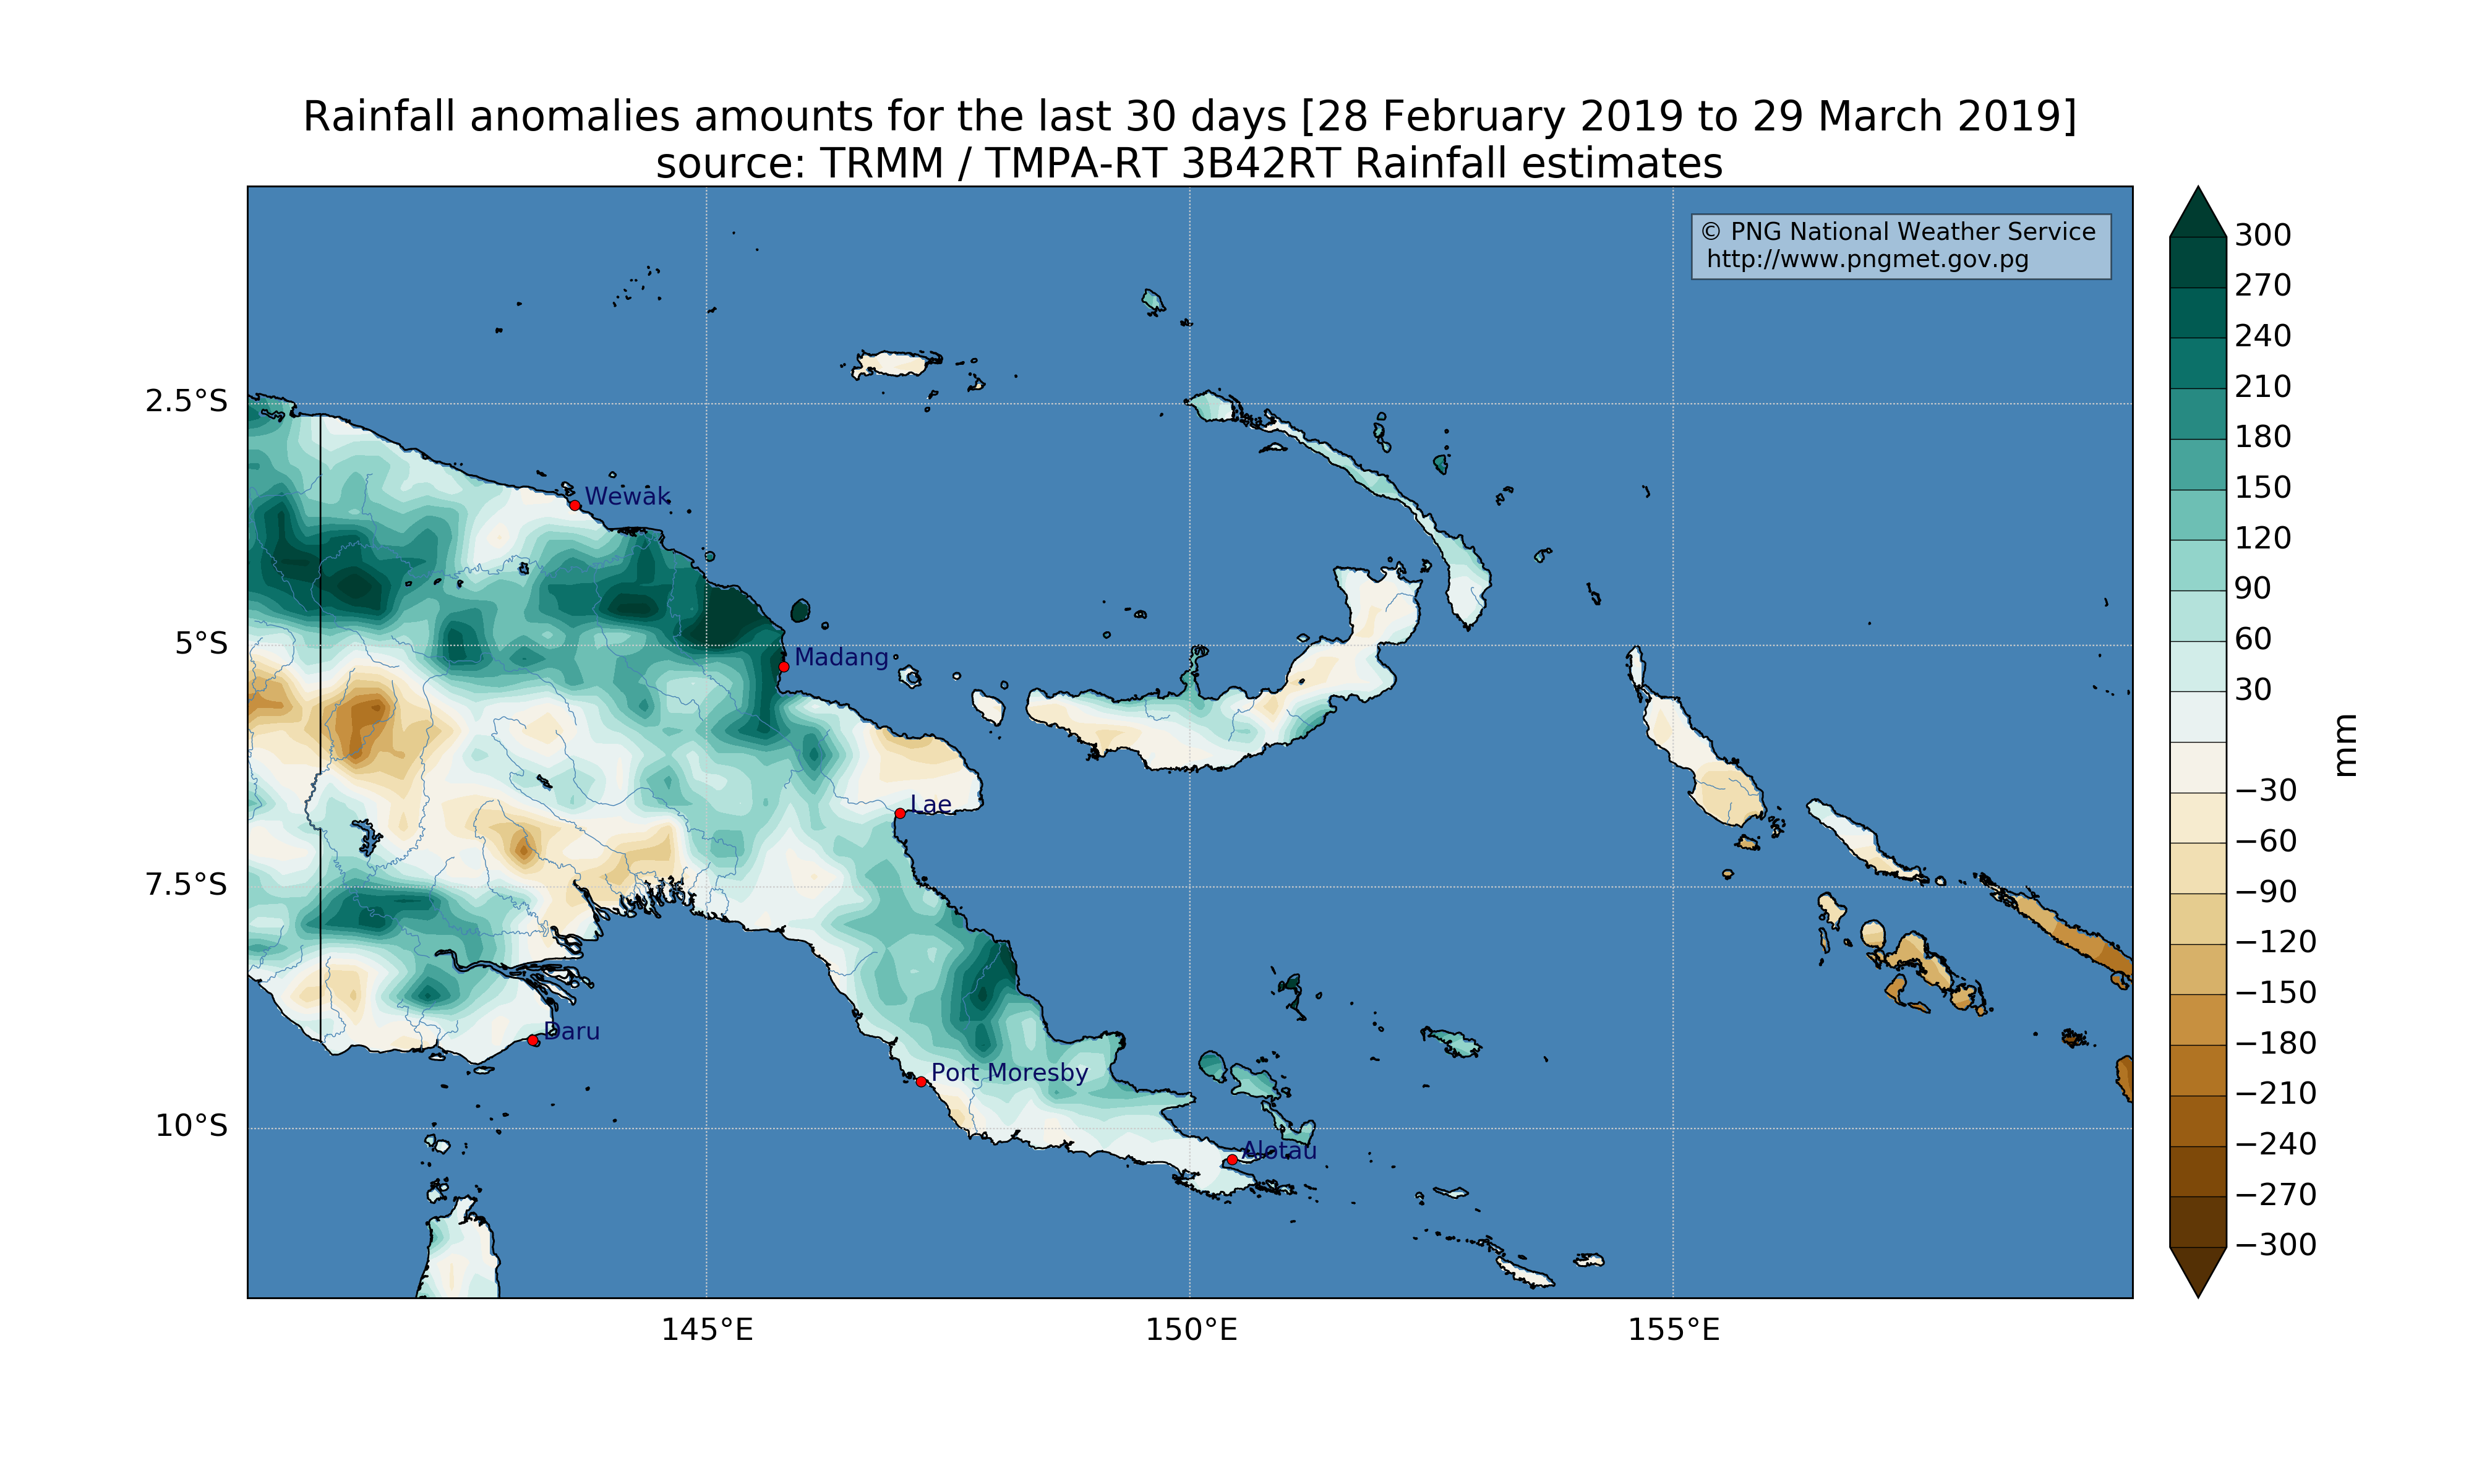 Rainfall anomalies amounts for the last 30 days [28 February 2019 to 29 March 2019]
source: TRMM / TMPA-RT 3B42RT Rainfall estimates
© PNG National Weather Service
http://www.pngmet.gov.pg
2.5°S
5°S
7.5°S
10°S
Wewak
Madang
Lae
Daru
Port Moresby
Alotau
145°E
150°E
155°E
300
270
240
210
180
150
120
90
60
30
−30
−60
−90
−120
−150
−180
−210
−240
−270
−300
mm